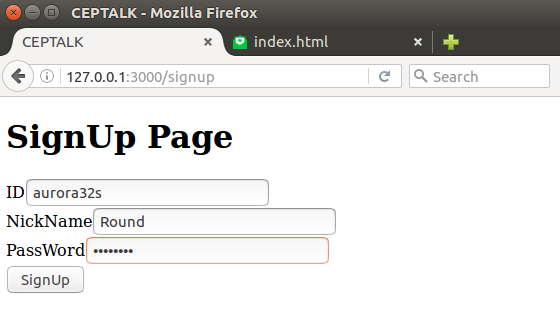 CEPTALK - Mozilla Firefox
CEPTALK index.html
127.0.0.1:3000/signup Search
SignUp Page
ID aurora32s
NickName Round
PassWord ••••••••
SignUp